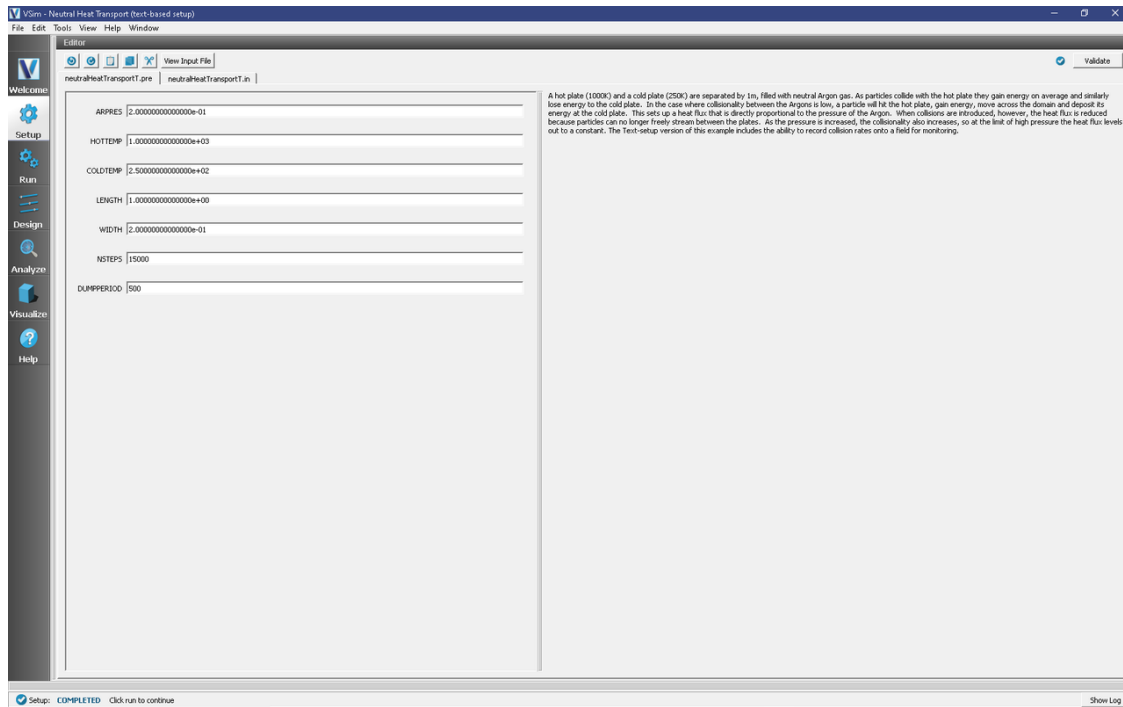 VSim - Neutral Heat Transport (text-based setup)
File Edit Tools View Help Window
Editor
View Input File
Validate
neutralHeatTransportT.pre
neutralHeatTransportT.in
Welcome
Setup
Run
Design
Analyze
Visualize
Help
ARPRES 2.00000000000000e-01
HOTTEMP 1.00000000000000e+03
COLDTEMP 2.50000000000000e+02
LENGTH 1.00000000000000e+00
WIDTH 2.00000000000000e-01
NSTEPS 15000
DUMPPERIOD 500
A hot plate (1000K) and a cold plate (250K) are separated by 1m, filled with neutral Argon gas. As particles collide with the hot plate they gain energy on average and similarly
lose energy to the cold plate. In the case where collisionality between the Argons is low, a particle will hit the hot plate, gain energy, move across the domain and deposit its
energy at the cold plate. This sets up a heat flux that is directly proportional to the pressure of the Argon. When collisions are introduced, however, the heat flux is reduced
because particles can no longer freely stream between the plates. As the pressure is increased, the collisionality also increases, so at the limit of high pressure the heat flux levels
out to a constant. The Text-setup version of this example includes the ability to record collision rates onto a field for monitoring.
Setup: COMPLETED Click run to continue
Show Log